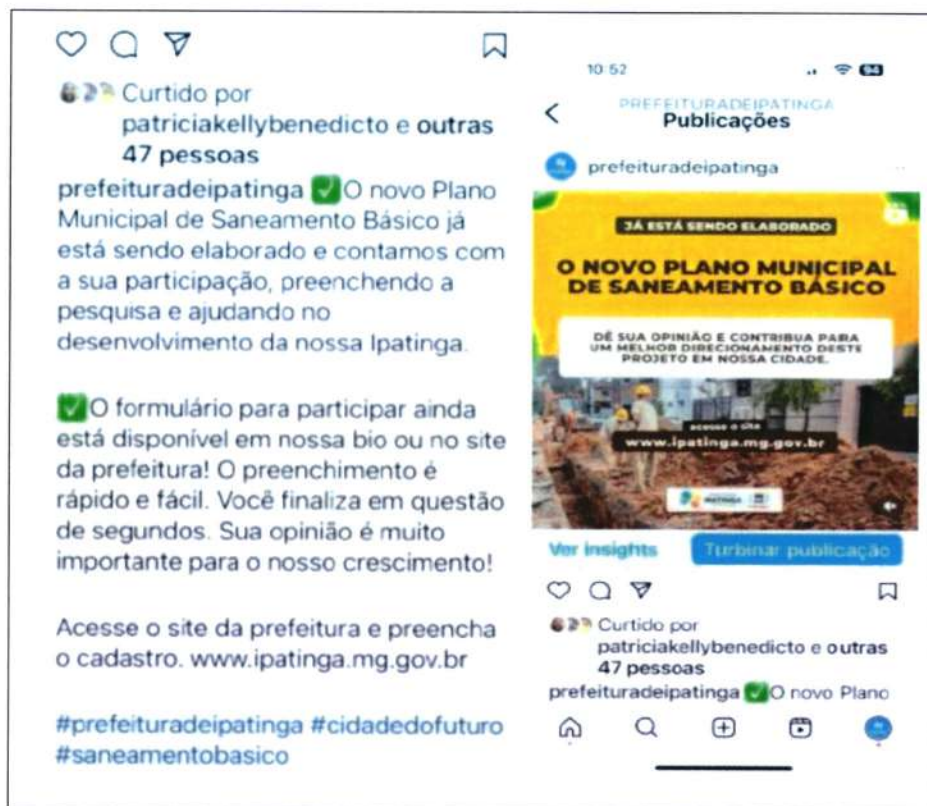 Curtido por
patriciakellybenedicto e outras
47 pessoas
prefeituradeipatinga ✅O novo Plano
Municipal de Saneamento Básico já
está sendo elaborado e contamos com
a sua participação, preenchendo a
pesquisa e ajudando no
desenvolvimento da nossa Ipatinga.
✅O formulário para participar ainda
está disponível em nossa bio ou no site
da prefeitura! O preenchimento é
rápido e fácil. Você finaliza em questão
de segundos. Sua opinião é muito
importante para o nosso crescimento!
Acesse o site da prefeitura e preencha
o cadastro. www.ipatinga.mg.gov.br
#prefeituradeipatinga #cidadedofuturo
#saneamentobasico
10:52
94
PREFEITURADEIPATINGA
Publicações
prefeituradeipatinga
JÁ ESTÁ SENDO ELABORADO
O NOVO PLANO MUNICIPAL
DE SANEAMENTO BÁSICO
DÊ SUA OPINIÃO E CONTRIBUA PARA
UM MELHOR DIRECIONAMENTO DESTE
PROJETO EM NOSSA CIDADE.
acesse o site
www.ipatinga.mg.gov.br
IPATINGA
Ver insights
Turbinar publicação
Curtido por
patriciakellybenedicto e outras
47 pessoas
prefeituradeipatinga ✅O novo Plano